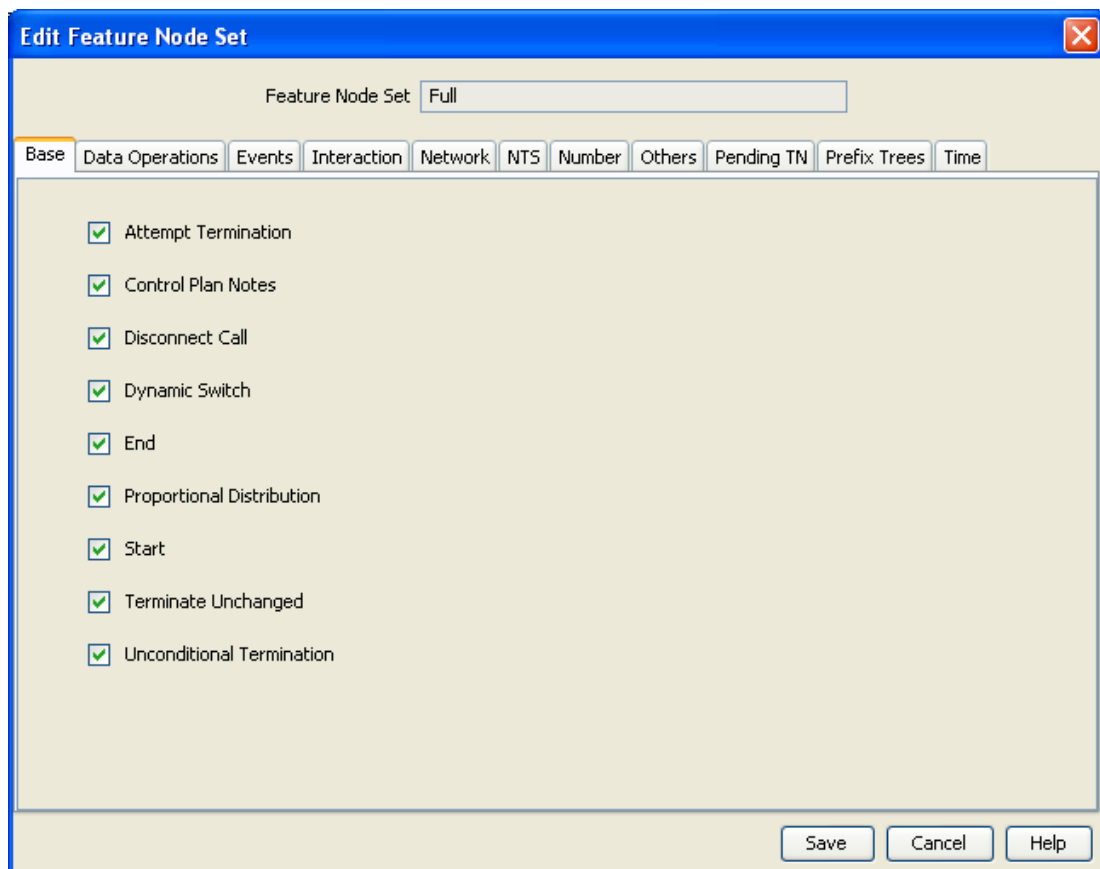 Edit Feature Node Set
Feature Node Set Full
Base Data Operations Events Interaction Network NTS Number Others Pending TN Prefix Trees Time
Attempt Termination
Control Plan Notes
Disconnect Call
Dynamic Switch
End
Proportional Distribution
Start
Terminate Unchanged
Unconditional Termination
Save Cancel Help